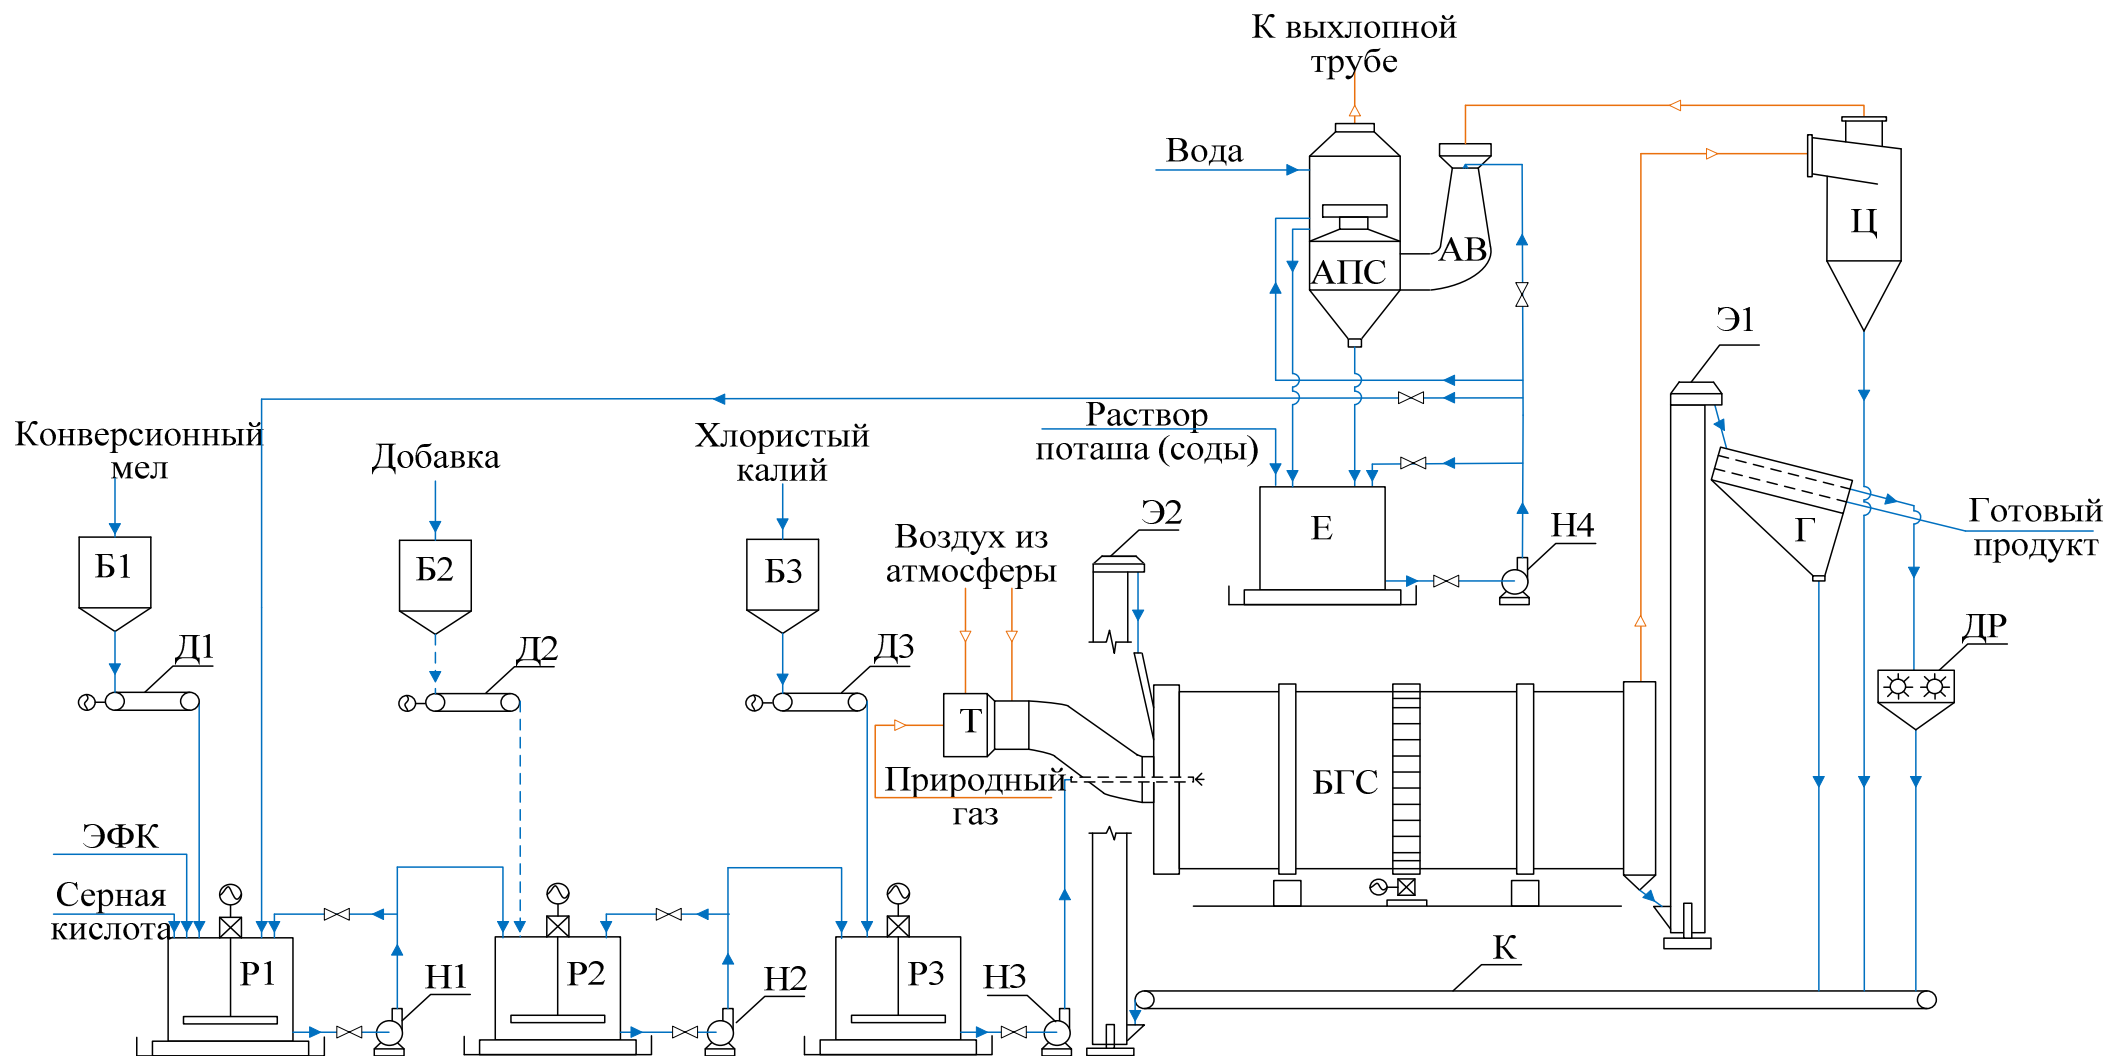 К выхлопной
трубе
Вода
Ц
АВ
АПС
Э1
Раствор
поташа (соды)
Конверсионный
мел
Добавка
Хлористый
калий
Э2
Воздух из
атмосферы
Е
Н4
Г
Готовый
продукт
Б1
Б2
Б3
Д1
Д2
Д3
ДР
Т
Природный
газ
БГС
ЭФК
Серная
кислота
Р1
Н1
Р2
Н2
Р3
Н3
К